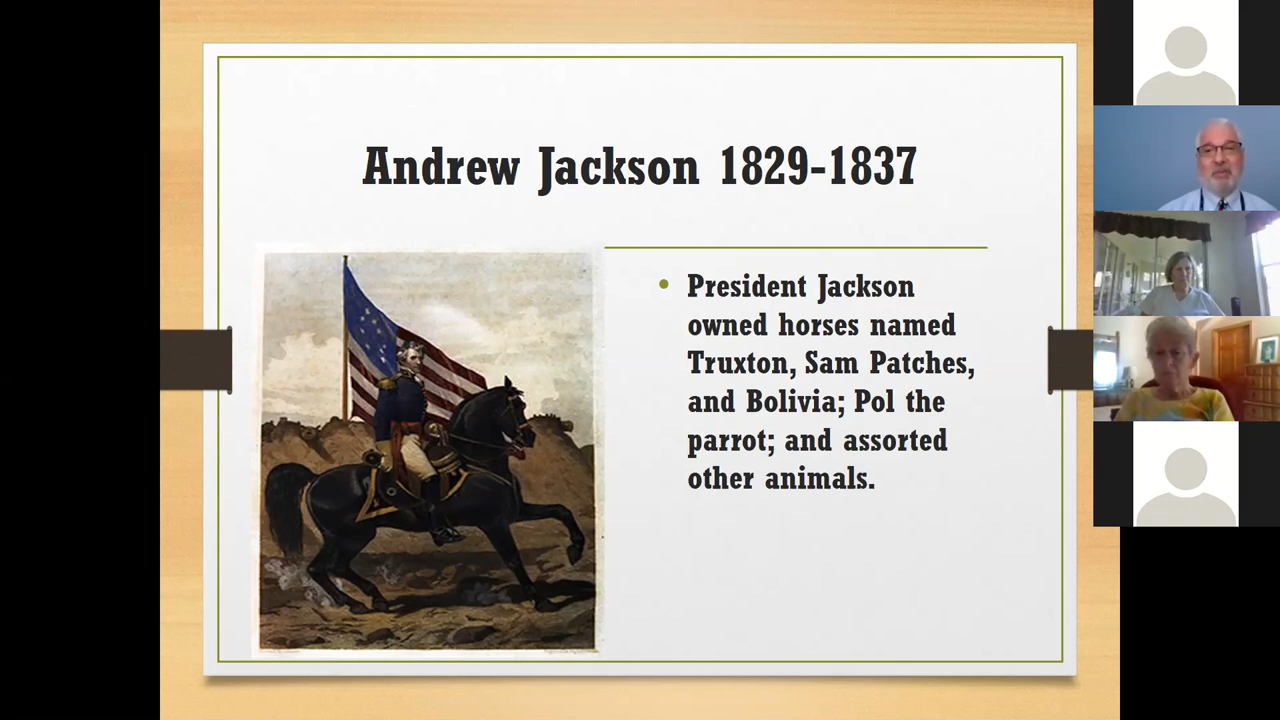 Andrew Jackson 1829-1837
• President Jackson
owned horses named
Truxton, Sam Patches,
and Bolivia; Pol the
parrot; and assorted
other animals.